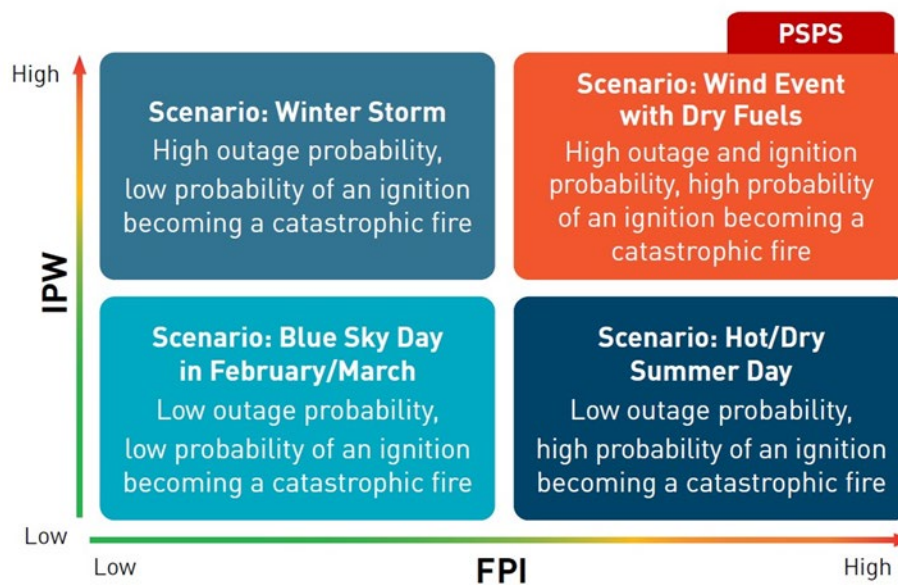 PSPS
High
Scenario: Winter Storm
High outage probability,
low probability of an ignition
becoming a catastrophic fire
Scenario: Wind Event
with Dry Fuels
High outage and ignition
probability, high probability
of an ignition becoming a
catastrophic fire
IPW
Scenario: Blue Sky Day
in February/March
Low outage probability,
low probability of an ignition
becoming a catastrophic fire
Scenario: Hot/Dry
Summer Day
Low outage probability,
high probability of an ignition
becoming a catastrophic fire
Low
Low
FPI
High